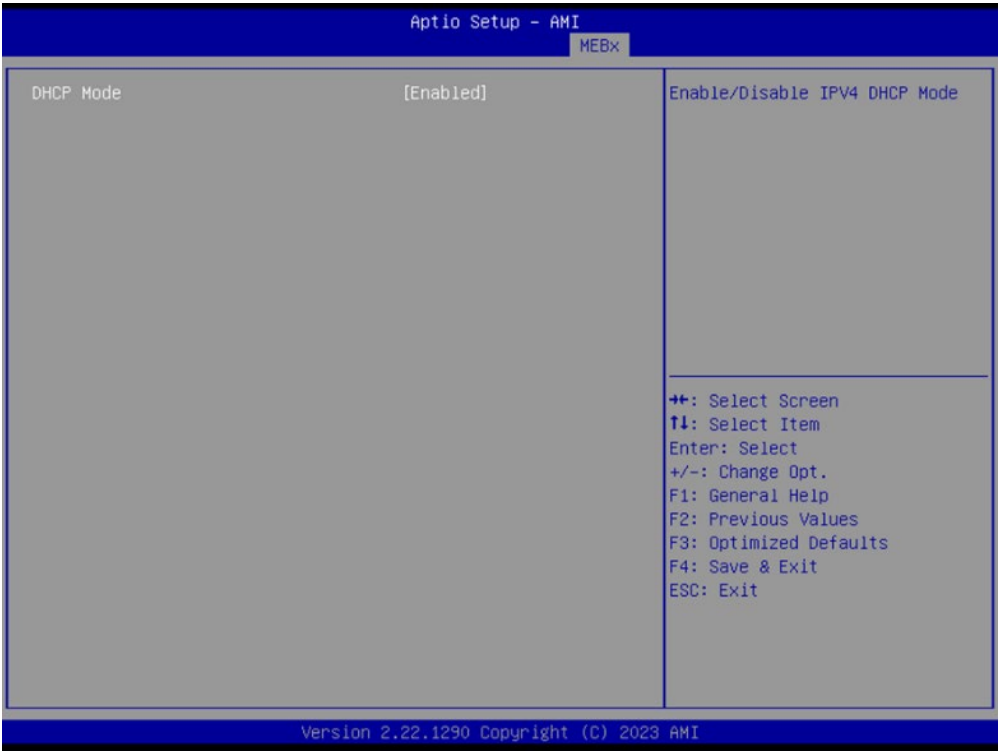 Aptio Setup – AMI
MEBx
DHCP Mode [Enabled]
Enable/Disable IPV4 DHCP Mode
→←: Select Screen
↑↓: Select Item
Enter: Select
+/-: Change Opt.
F1: General Help
F2: Previous Values
F3: Optimized Defaults
F4: Save & Exit
ESC: Exit
Version 2.22.1290 Copyright (C) 2023 AMI